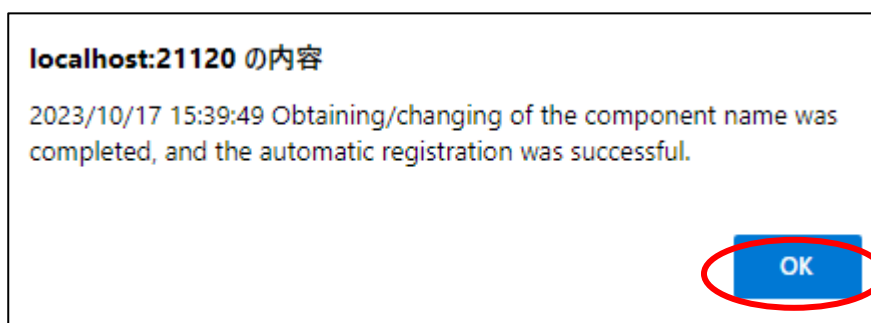 localhost:21120 の内容
2023/10/17 15:39:49 Obtaining/changing of the component name was
completed, and the automatic registration was successful.
OK